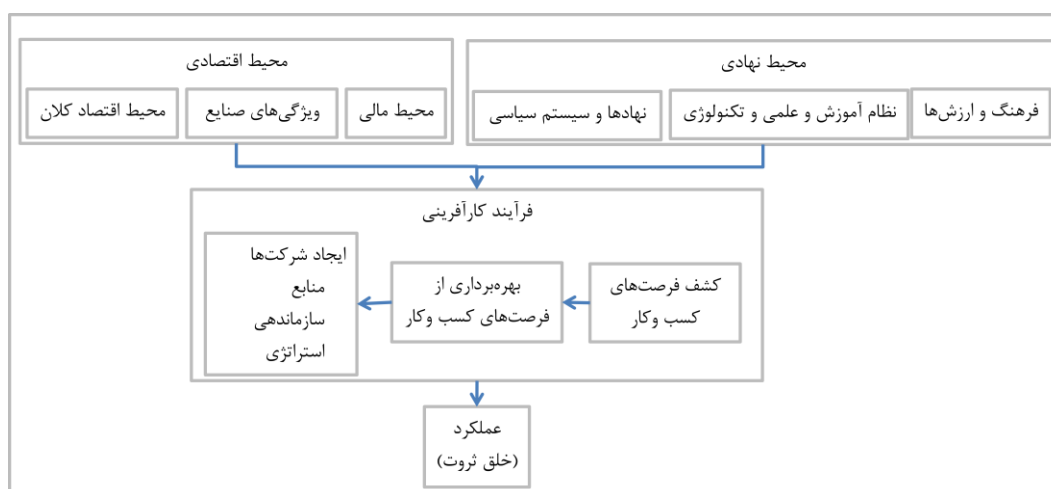 محیط نهادی
فرهنگ و ارزش‌ها
نظام آموزش و علمی و تکنولوژی
نهادها و سیستم سیاسی
محیط اقتصادی
محیط مالی
ویژگی‌های صنایع
محیط اقتصاد کلان
فرآیند کارآفرینی
کشف فرصت‌های
کسب وکار
بهره‌برداری از
فرصت‌های کسب وکار
ایجاد شرکت‌ها
منابع
سازماندهی
استراتژی
عملکرد
(خلق ثروت)